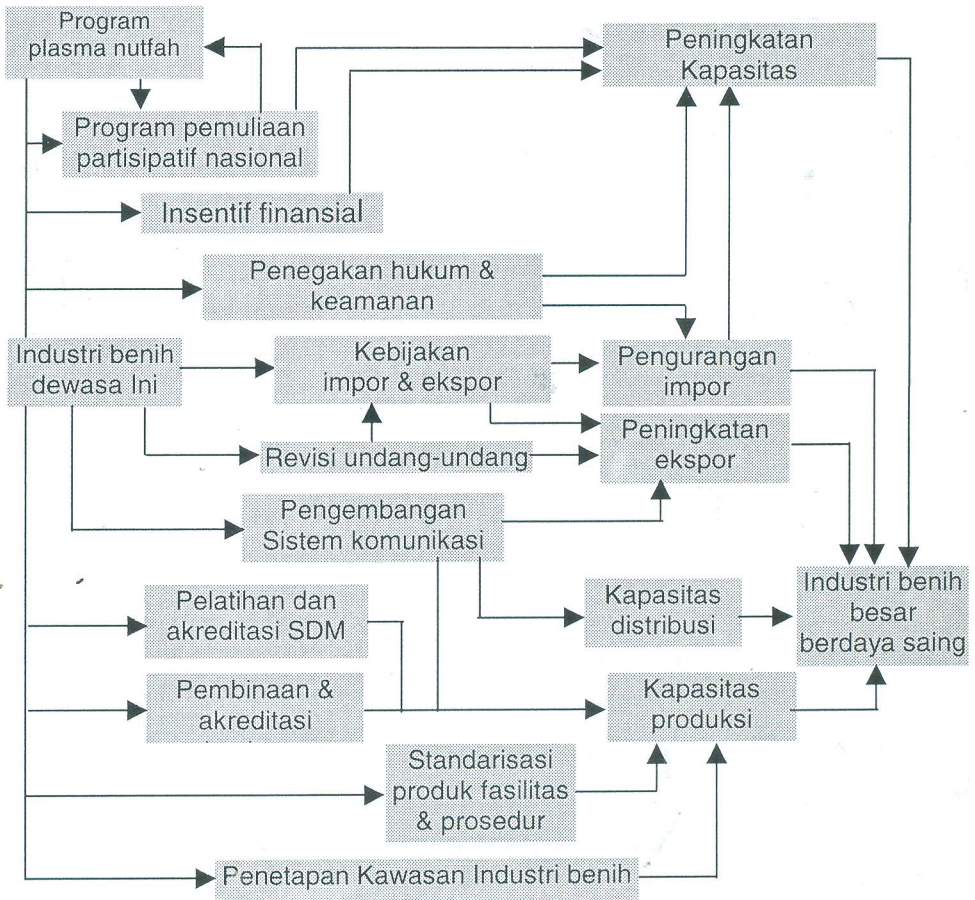 Program
plasma nutfah
Peningkatan
Kapasitas
Program pemuliaan
partisipatif nasional
Insentif finansial
Penegakan hukum &
keamanan
Industri benih
dewasa Ini
Kebijakan
impor & ekspor
Pengurangan
impor
Revisi undang-undang
Peningkatan
ekspor
Pengembangan
Sistem komunikasi
Pelatihan dan
akreditasi SDM
Kapasitas
distribusi
Industri benih
besar
berdaya saing
Pembinaan &
akreditasi
Kapasitas
produksi
Standarisasi
produk fasilitas
& prosedur
Penetapan Kawasan Industri benih